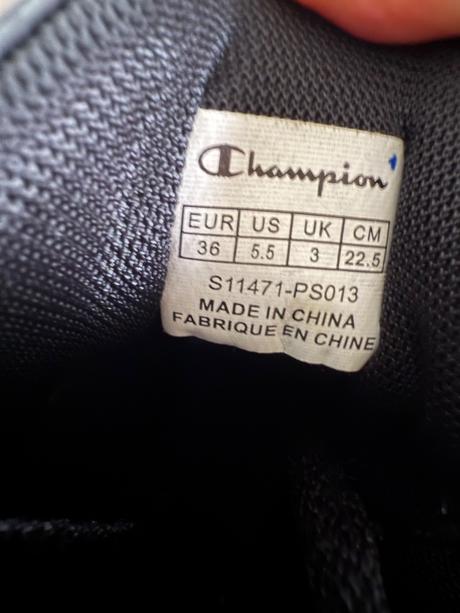 Champion
EUR US UK CM
36 5.5 3 22.5
S11471-PS013
MADE IN CHINA
FABRIQUE EN CHINE